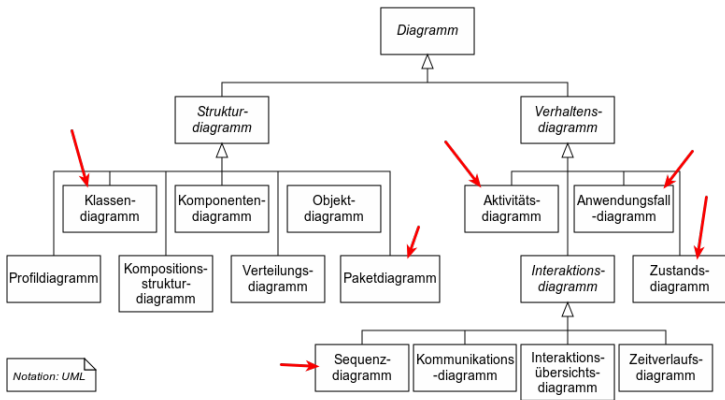 Diagramm
Struktur-
diagramm
Verhaltens-
diagramm
Klassen-
diagramm
Komponenten-
diagramm
Objekt-
diagramm
Aktivitäts-
diagramm
Anwendungsfall
-diagramm
Profildiagramm
Kompositions-
struktur-
diagramm
Verteilungs-
diagramm
Paketdiagramm
Interaktions-
diagramm
Zustands-
diagramm
Sequenz-
diagramm
Kommunikations
-diagramm
Interaktions-
übersichts-
diagramm
Zeitverlaufs-
diagramm
Notation: UML